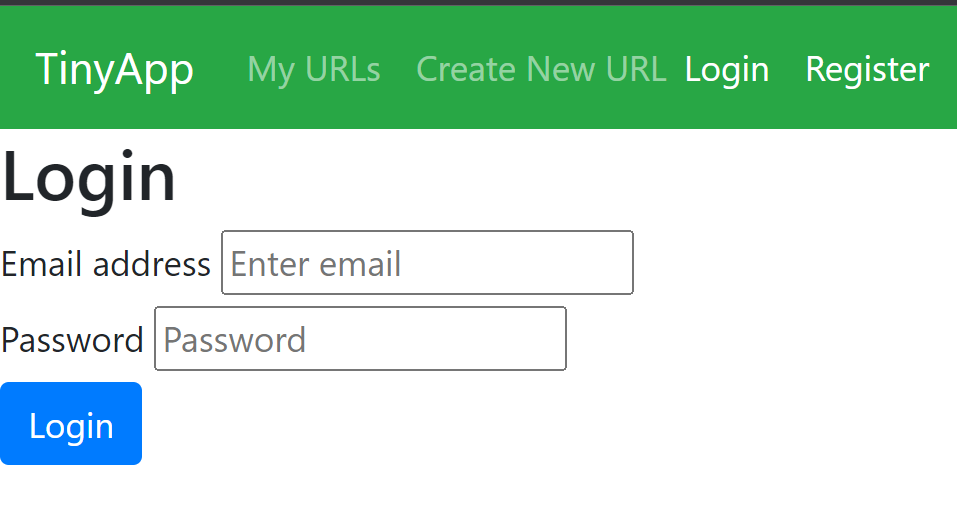 TinyApp My URLs Create New URL Login Register
Login
Email address Enter email
Password Password
Login